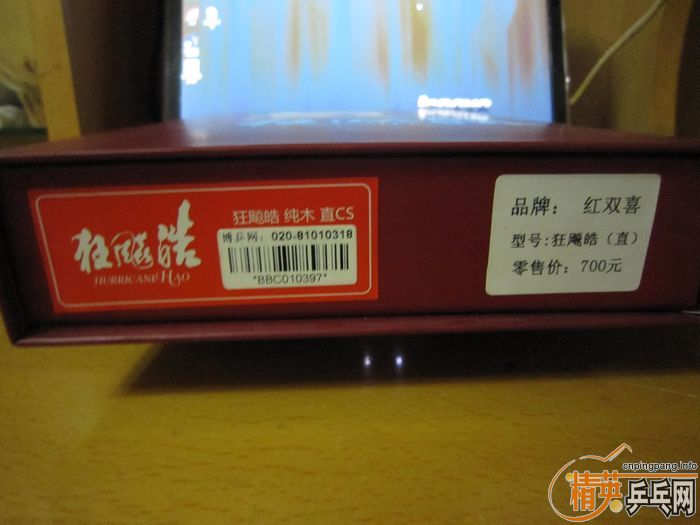 狂飚皓
HURRICANE HAO
狂飚皓 纯木 直CS
博乒网：020-81010318
*BBC010397*
品牌： 红双喜
型号:狂飚皓（直）
零售价：700元
cnpingpang.info
精英乒乓网